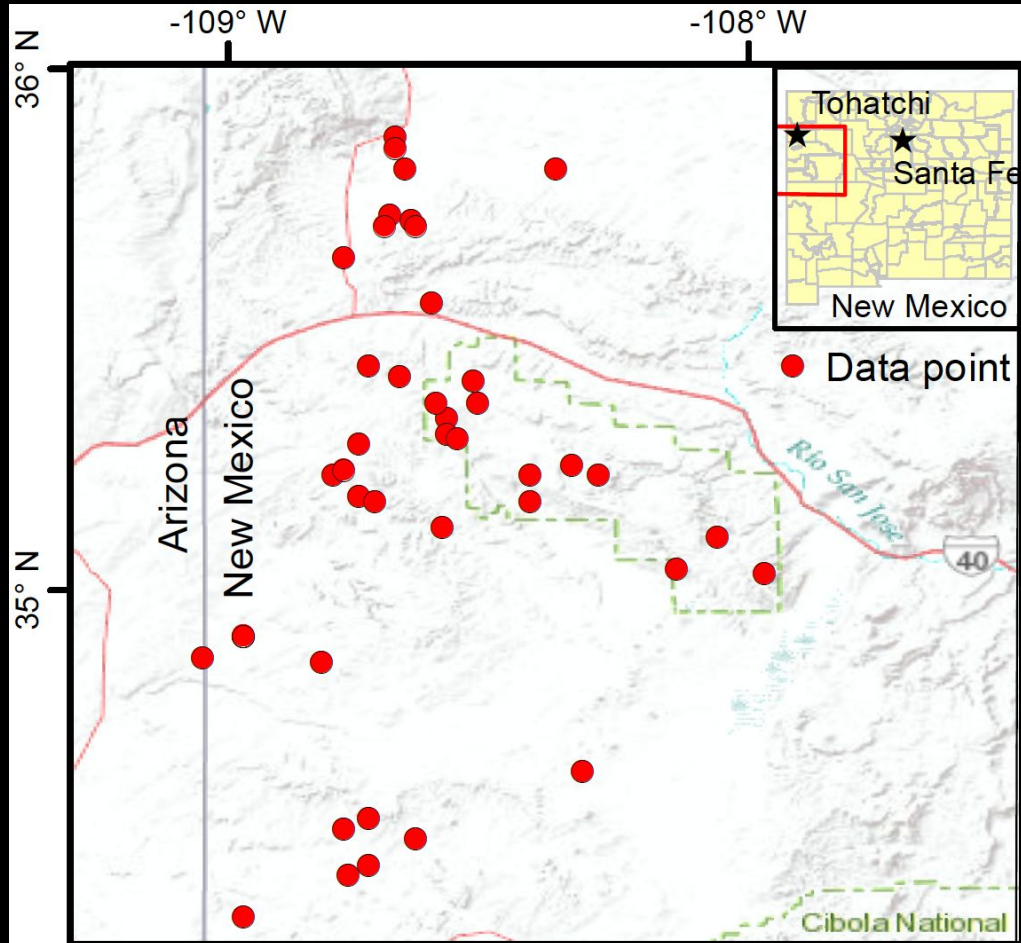 -109° W
-108° W
36° N
Tohatchi
Santa Fe
New Mexico
Data point
Arizona
New Mexico
Rio San Jose
40
35° N
Cibola National